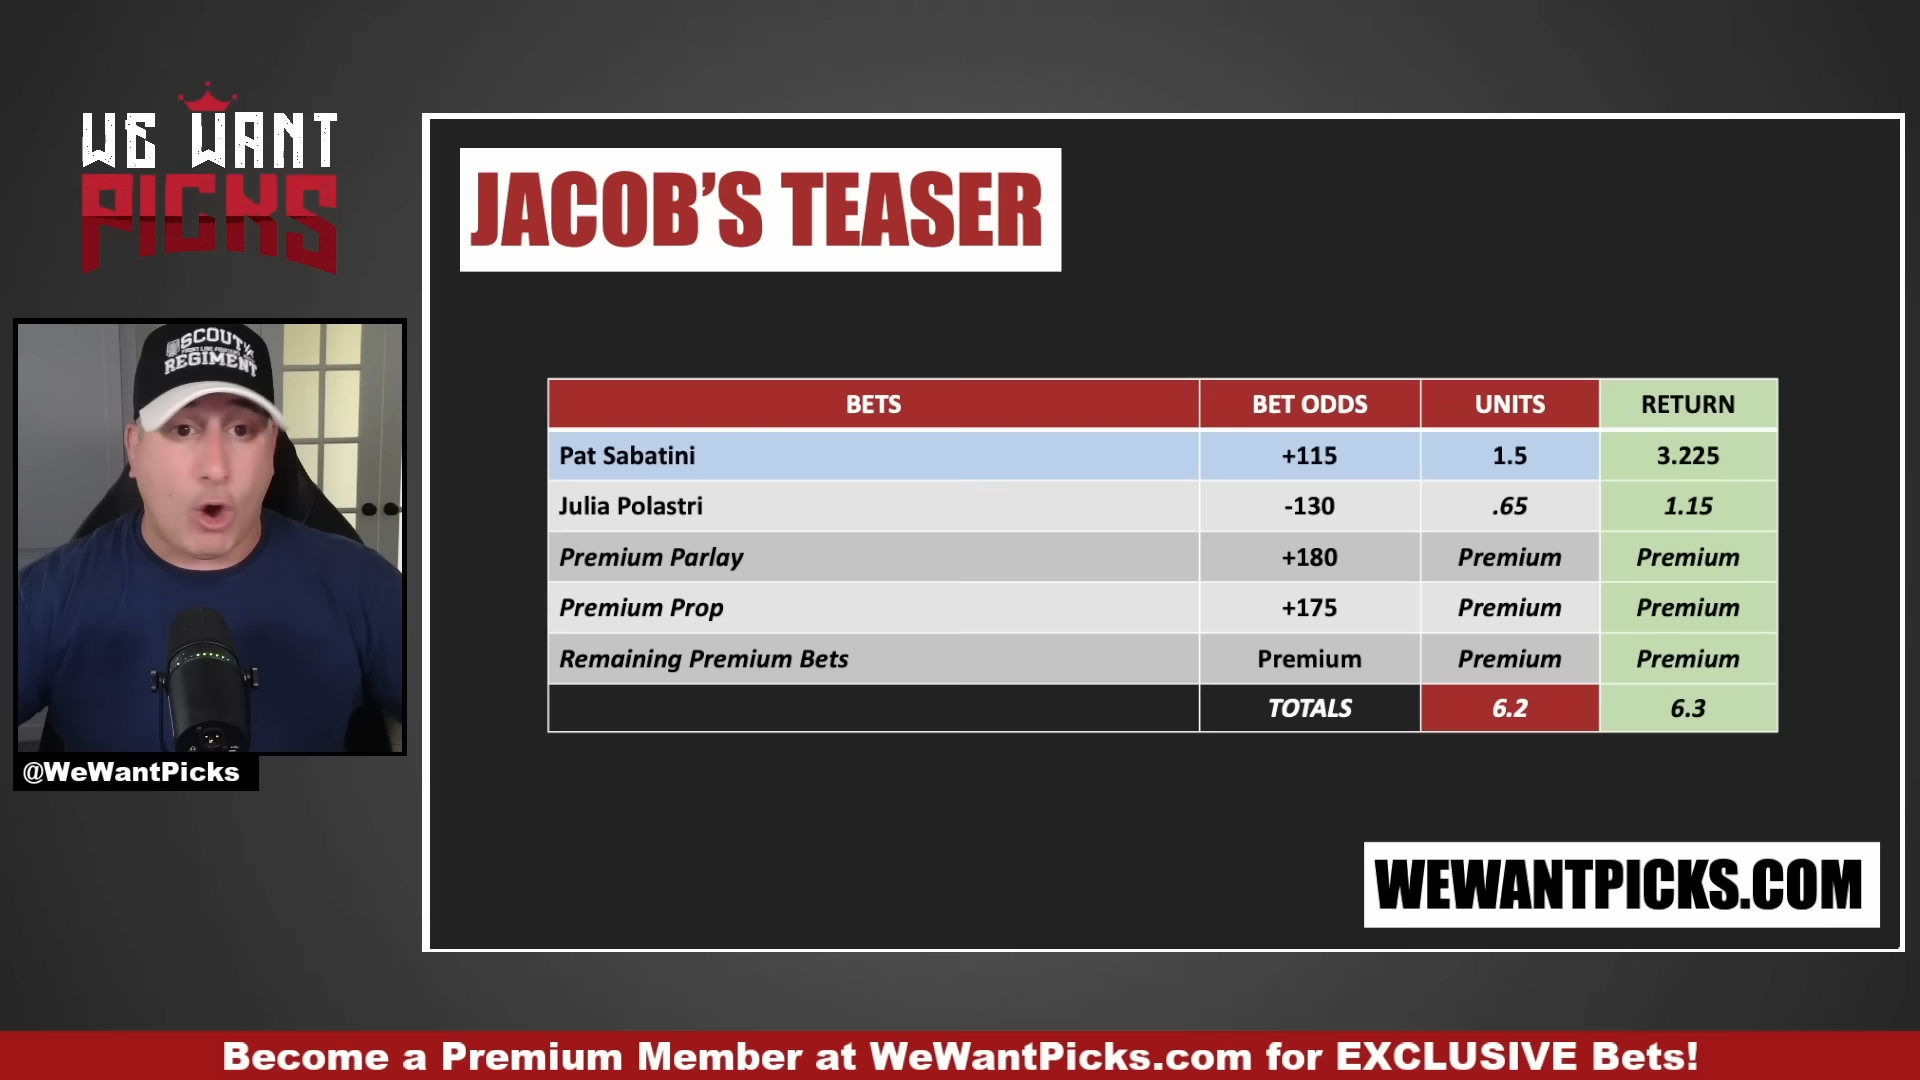 WE WANT
PICKS
SCOUT
REGIMENT
@WeWantPicks
JACOB'S TEASER
BETS BET ODDS UNITS RETURN
Pat Sabatini +115 1.5 3.225
Julia Polastri -130 .65 1.15
Premium Parlay +180 Premium Premium
Premium Prop +175 Premium Premium
Remaining Premium Bets Premium Premium Premium
TOTALS 6.2 6.3
WEWANTPICKS.COM
Become a Premium Member at WeWantPicks.com for EXCLUSIVE Bets!